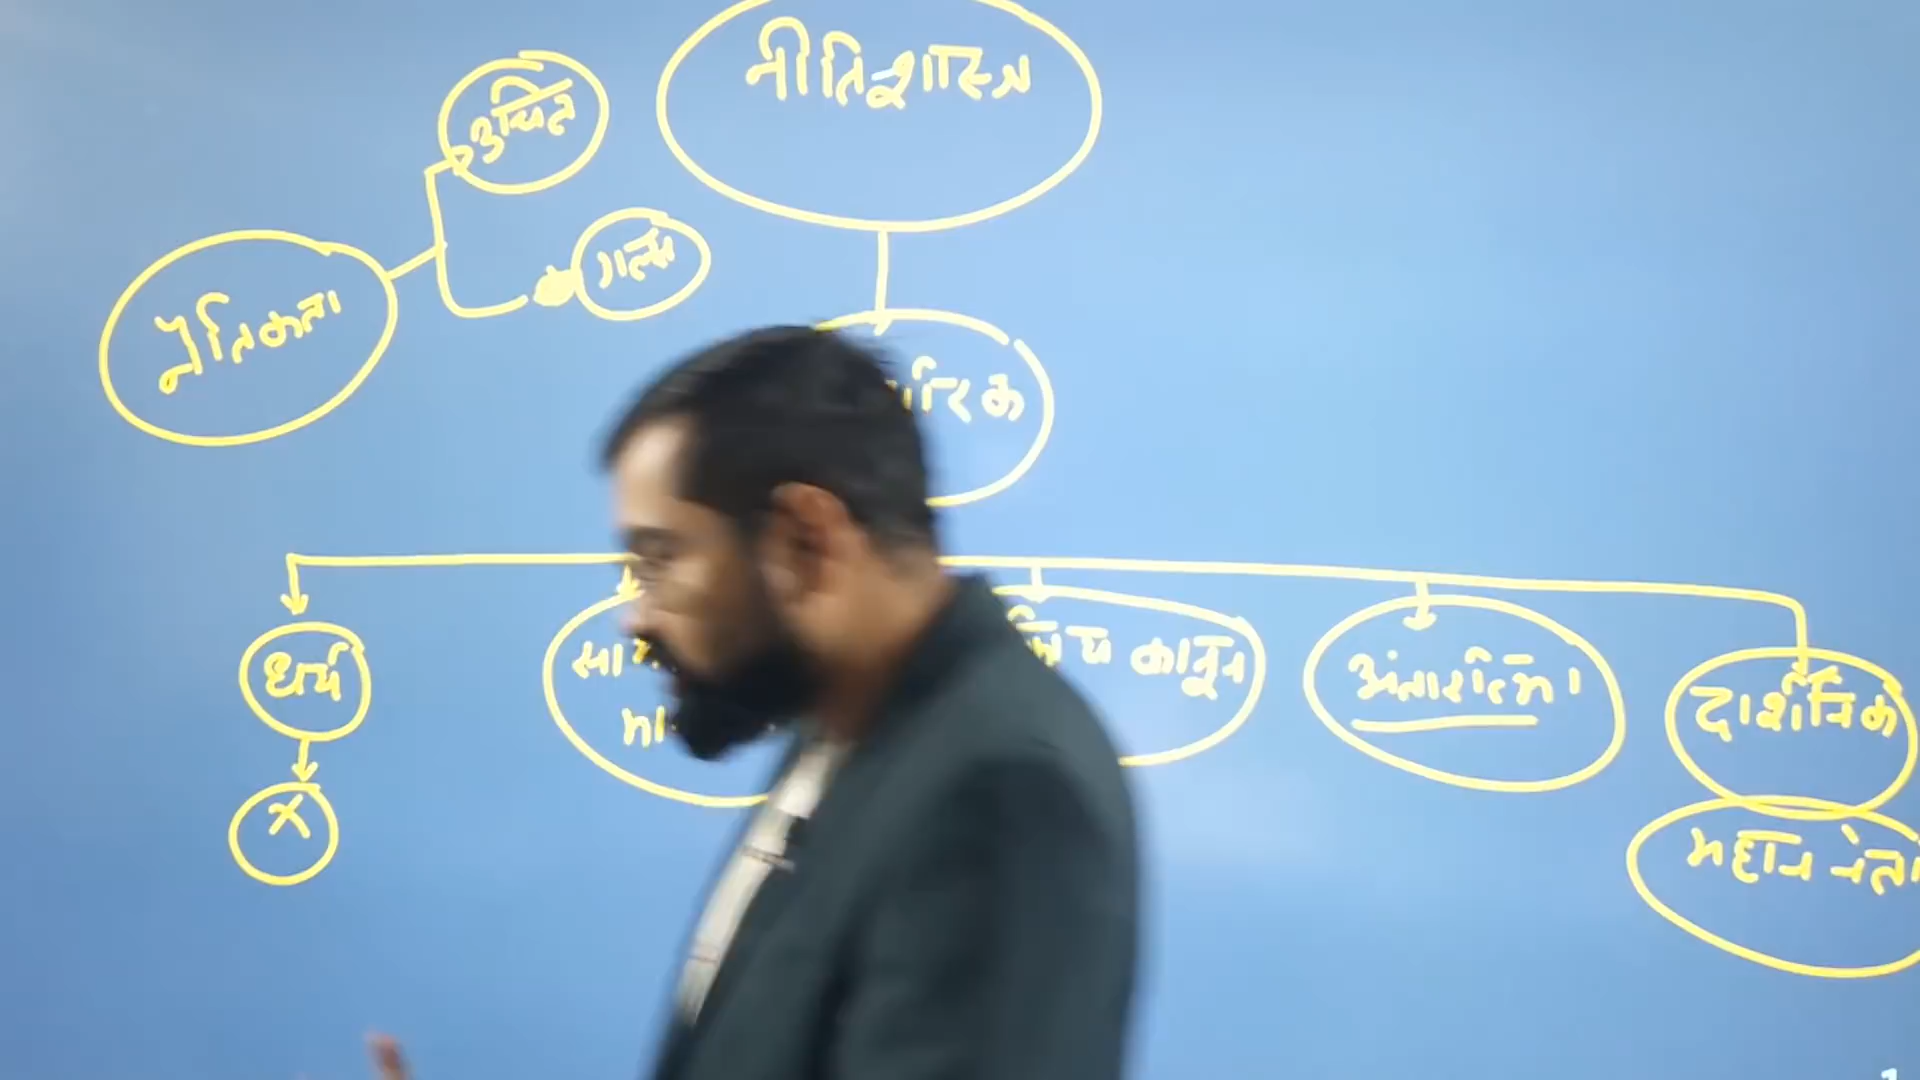 नीतिशास्त्र
उचित
गलत
नैतिकता
धर्म
कानून
अंतरात्मा
दार्शनिक
X
महान नेता